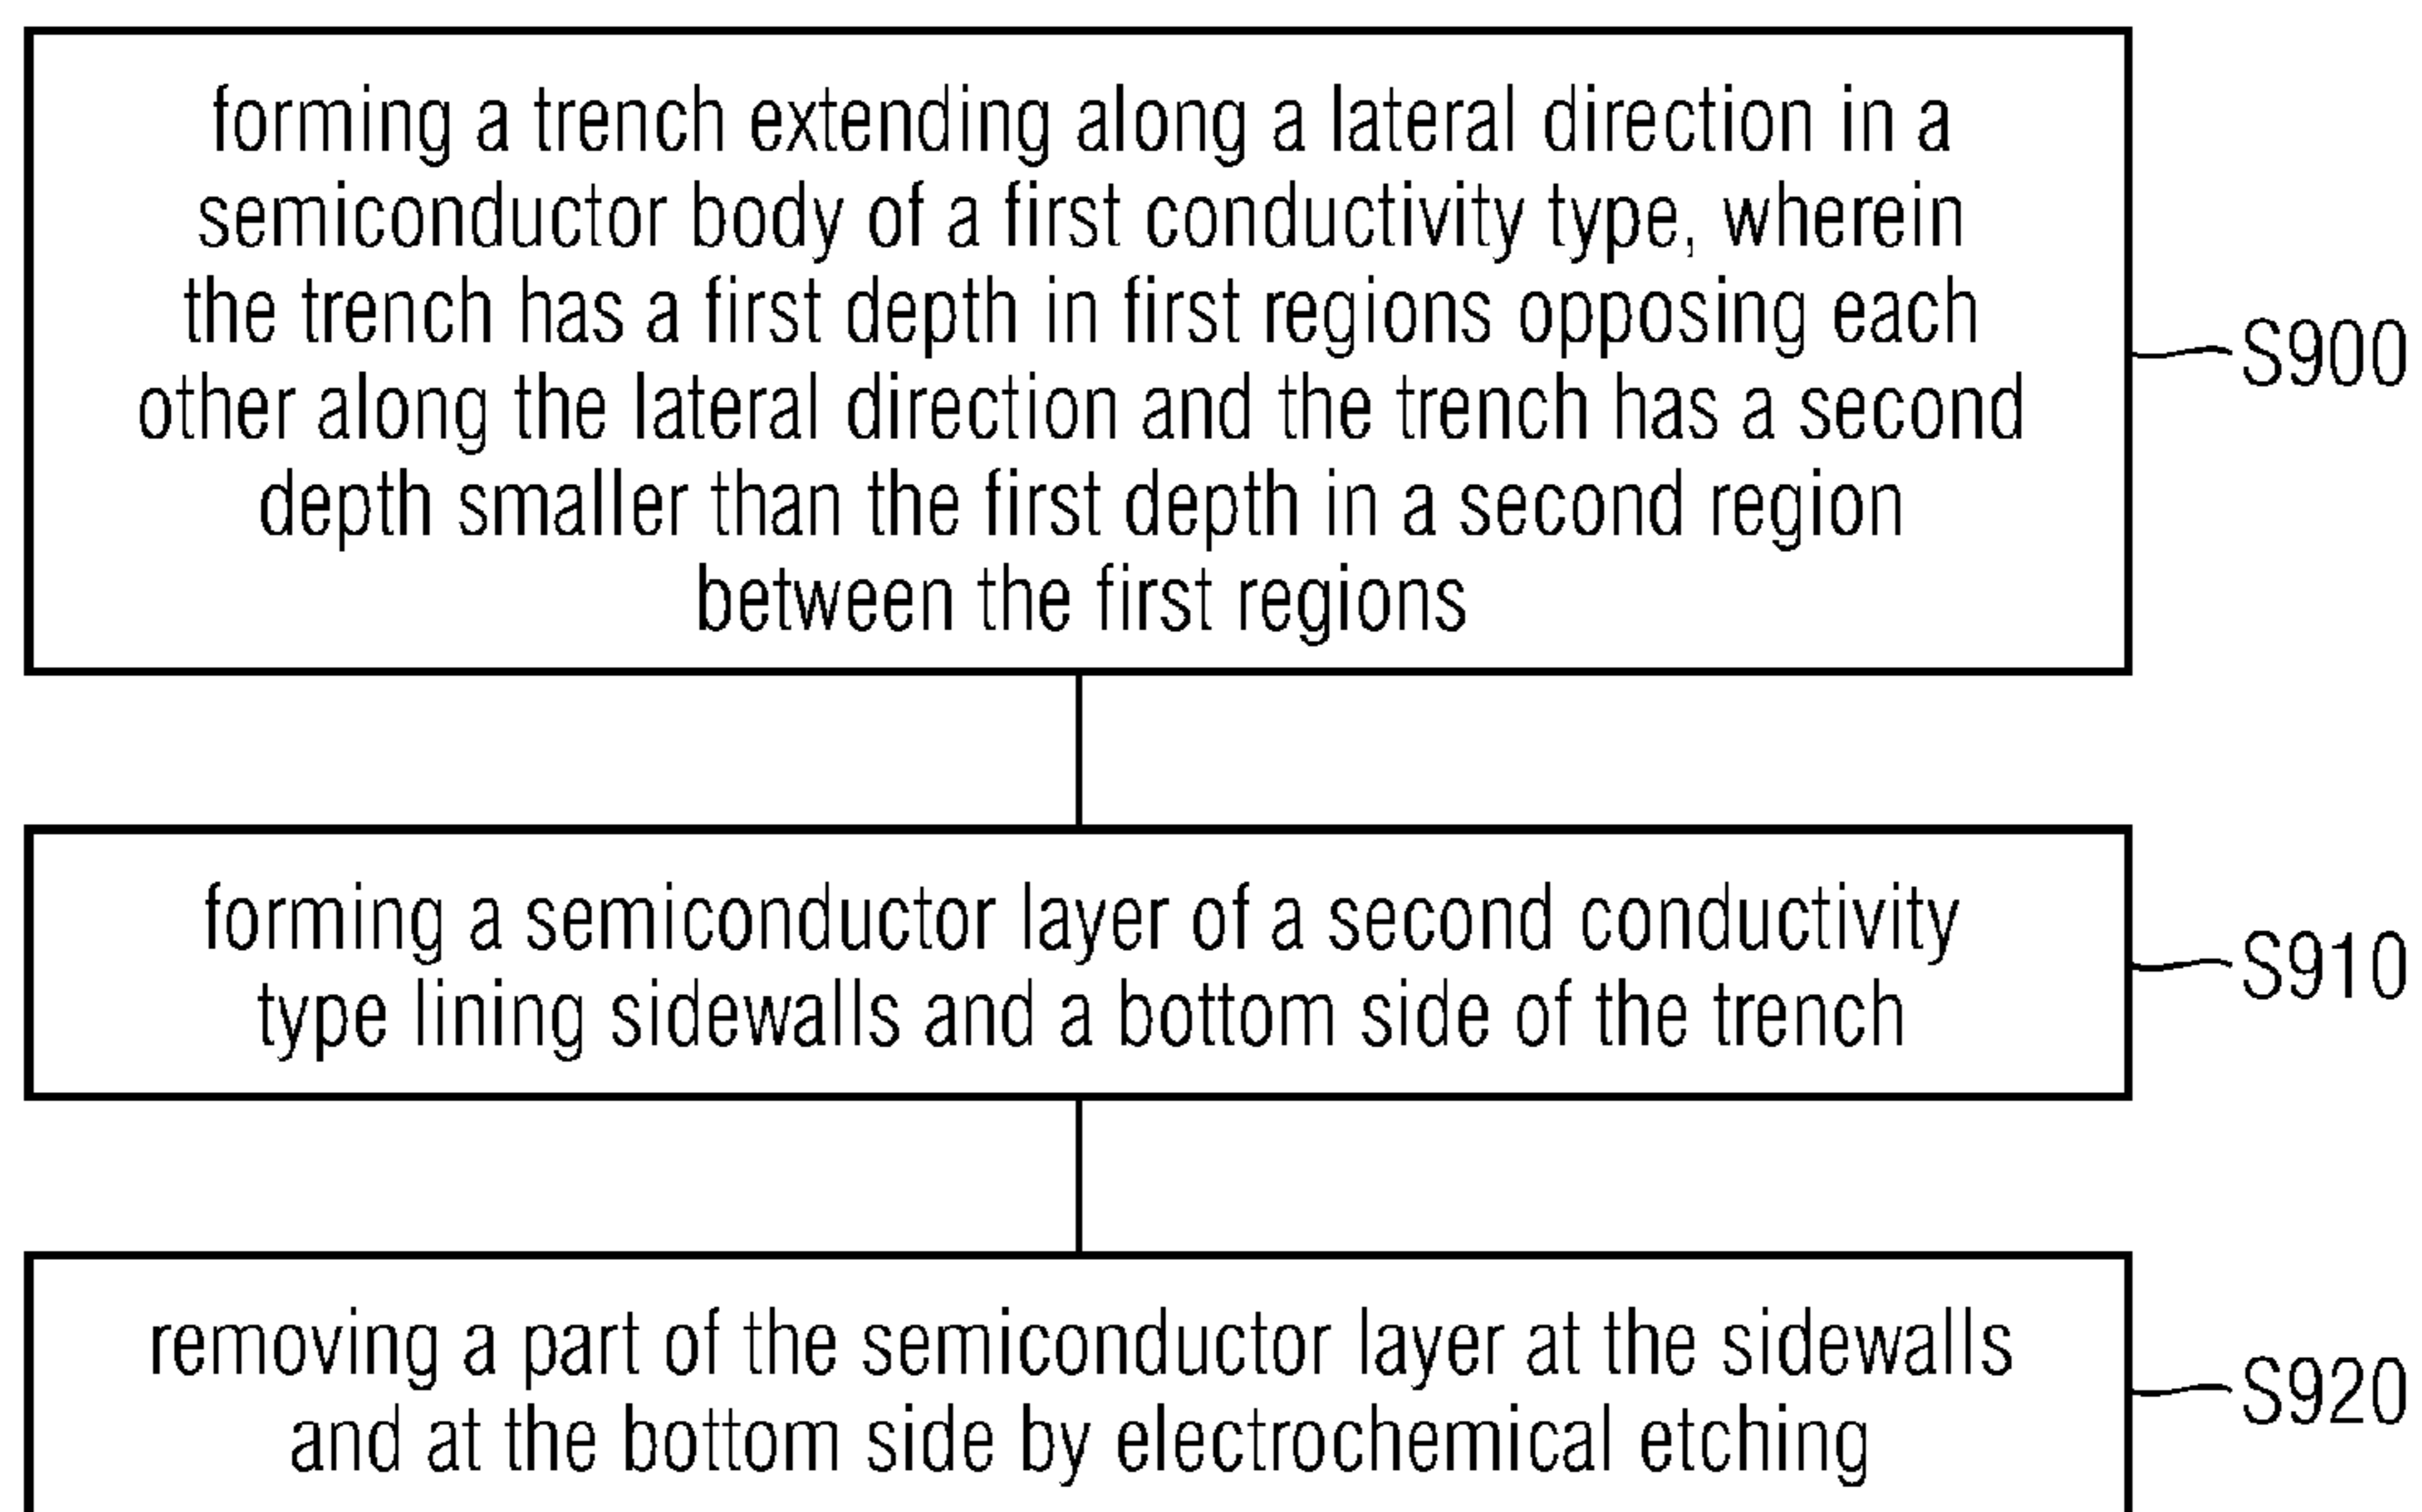 forming a trench extending along a lateral direction in a
semiconductor body of a first conductivity type, wherein
the trench has a first depth in first regions opposing each
other along the lateral direction and the trench has a second
depth smaller than the first depth in a second region
between the first regions
S900
forming a semiconductor layer of a second conductivity
type lining sidewalls and a bottom side of the trench
S910
removing a part of the semiconductor layer at the sidewalls
and at the bottom side by electrochemical etching
S920